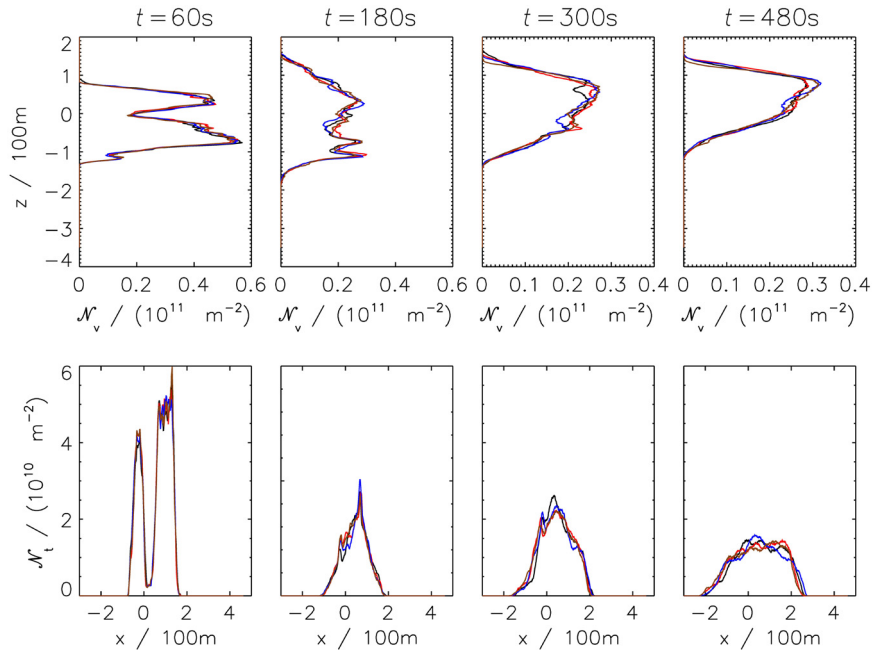 t=60s t=180s t=300s t=480s
2
1
0
−1
−2
−3
−4
z / 100m
0 0.2 0.4 0.6 0 0.2 0.4 0.6 0 0.1 0.2 0.3 0.4 0 0.1 0.2 0.3
𝒩v / (10¹¹ m⁻²) 𝒩v / (10¹¹ m⁻²) 𝒩v / (10¹¹ m⁻²) 𝒩v / (10¹¹ m⁻²)
6
4
2
0
𝒩t / (10¹⁰ m⁻²)
−2 0 2 4 −2 0 2 4 −2 0 2 4 −2 0 2 4
x / 100m x / 100m x / 100m x / 100m